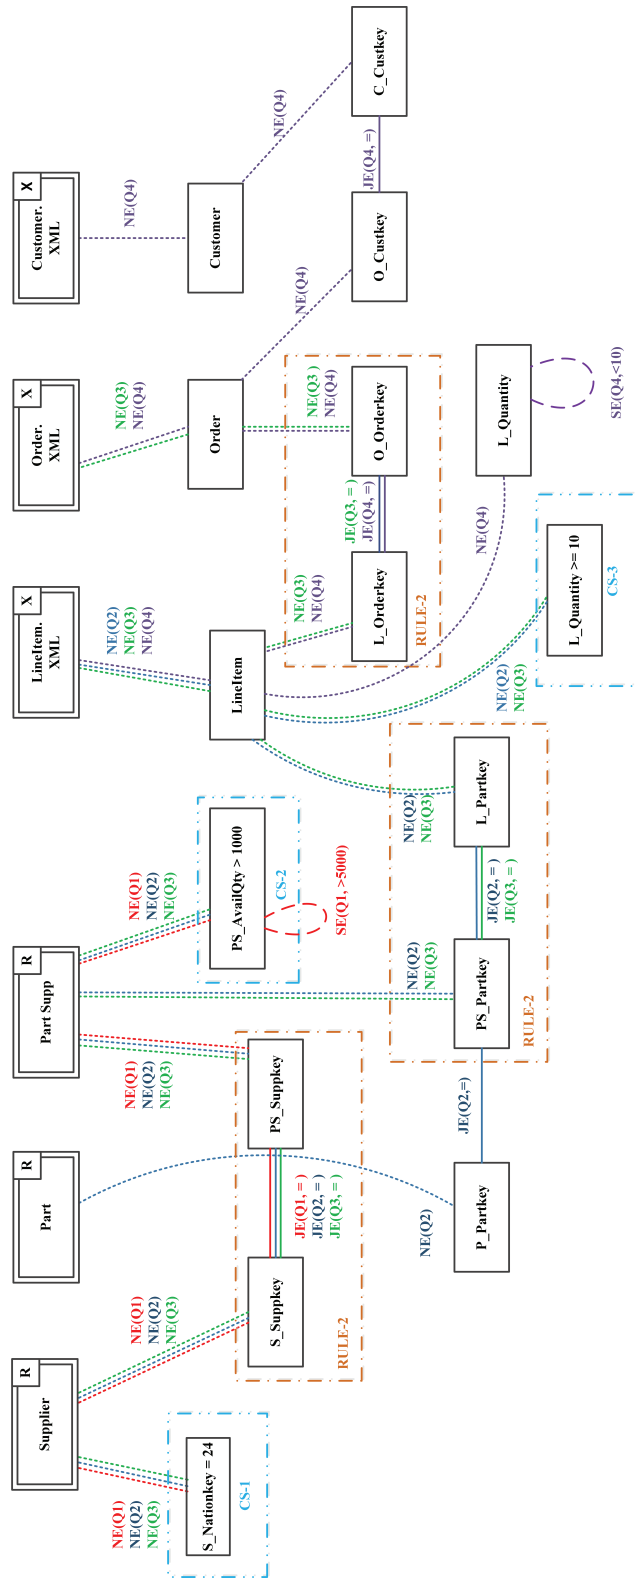 R
Supplier
R
Part
R
Part Supp
X
LineItem.
XML
X
Order.
XML
X
Customer.
XML
NE(Q1)
NE(Q2)
NE(Q3)
NE(Q1)
NE(Q2)
NE(Q3)
NE(Q1)
NE(Q2)
NE(Q3)
NE(Q1)
NE(Q2)
NE(Q3)
NE(Q2)
NE(Q3)
NE(Q4)
NE(Q3)
NE(Q4)
NE(Q4)
S_Nationkey = 24
CS-1
PS_AvailQty > 1000
CS-2
SE(Q1, >5000)
LineItem
Order
Customer
S_Suppkey
PS_Suppkey
JE(Q1, = )
JE(Q2, = )
JE(Q3, = )
RULE-2
NE(Q3)
NE(Q4)
NE(Q3 )
NE(Q4)
NE(Q4)
NE(Q4)
L_Orderkey
JE(Q3, = )
JE(Q4, =)
O_Orderkey
RULE-2
O_Custkey
JE(Q4, =)
C_Custkey
NE(Q2)
NE(Q2)
NE(Q3)
NE(Q2)
NE(Q3)
NE(Q4)
P_Partkey
JE(Q2,=)
PS_Partkey
JE(Q2, = )
JE(Q3, = )
L_Partkey
RULE-2
L_Quantity
SE(Q4,<10)
NE(Q2)
NE(Q3)
L_Quantity >= 10
CS-3